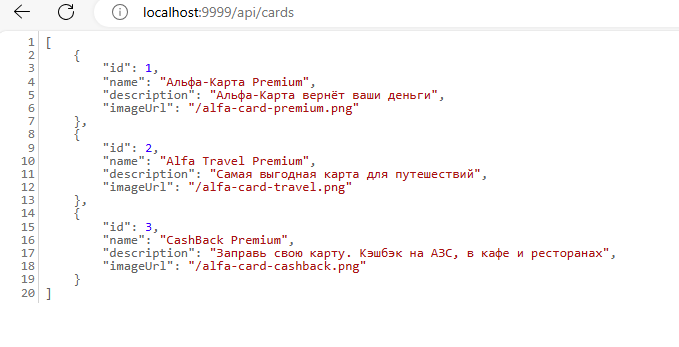 localhost:9999/api/cards
1 [
2 {
3 "id": 1,
4 "name": "Альфа-Карта Premium",
5 "description": "Альфа-Карта вернёт ваши деньги",
6 "imageUrl": "/alfa-card-premium.png"
7 },
8 {
9 "id": 2,
10 "name": "Alfa Travel Premium",
11 "description": "Самая выгодная карта для путешествий",
12 "imageUrl": "/alfa-card-travel.png"
13 },
14 {
15 "id": 3,
16 "name": "CashBack Premium",
17 "description": "Заправь свою карту. Кэшбэк на АЗС, в кафе и ресторанах",
18 "imageUrl": "/alfa-card-cashback.png"
19 }
20 ]